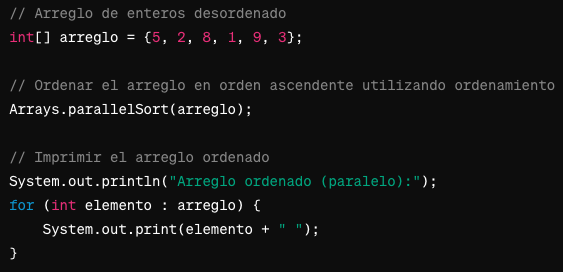 // Arreglo de enteros desordenado
int[] arreglo = {5, 2, 8, 1, 9, 3};
// Ordenar el arreglo en orden ascendente utilizando ordenamiento
Arrays.parallelSort(arreglo);
// Imprimir el arreglo ordenado
System.out.println("Arreglo ordenado (paralelo):");
for (int elemento : arreglo) {
    System.out.print(elemento + " ");
}